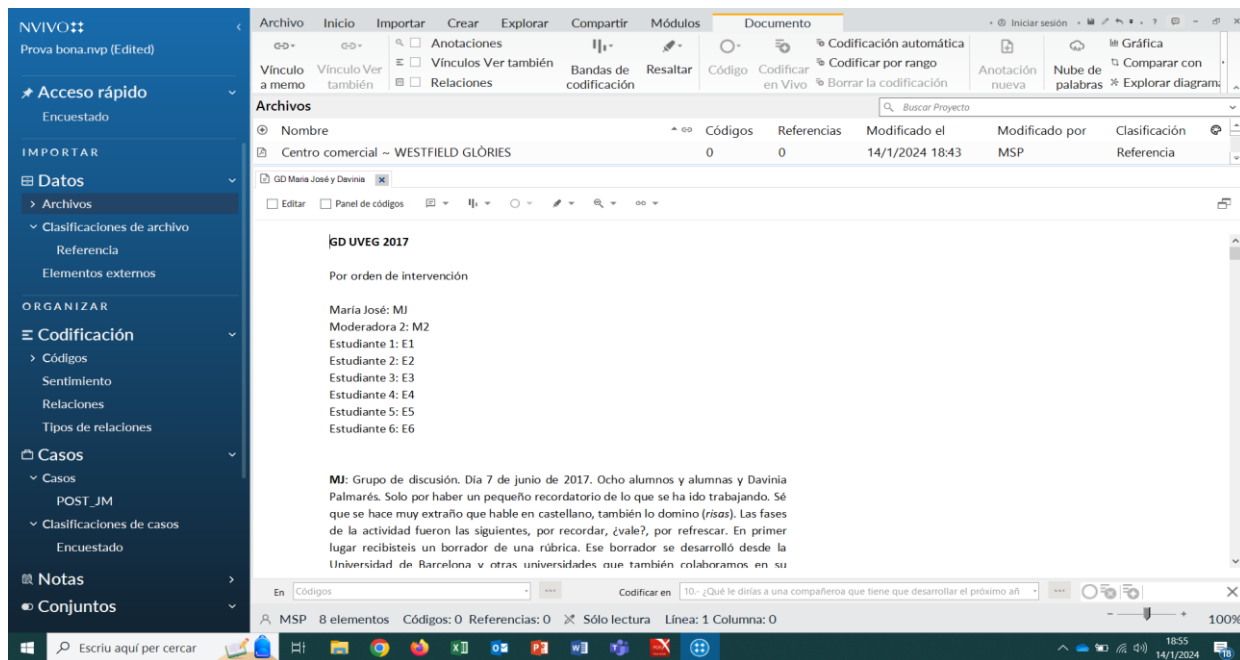 NVIVO
Prova bona.nvp (Edited)
Acceso rápido
Encuestado
IMPORTAR
Datos
Archivos
Clasificaciones de archivo
Referencia
Elementos externos
ORGANIZAR
Codificación
Códigos
Sentimiento
Relaciones
Tipos de relaciones
Casos
Casos
POST_JM
Clasificaciones de casos
Encuestado
Notas
Conjuntos
Archivo Inicio Importar Crear Explorar Compartir Módulos Documento Iniciar sesión ?
Vínculo a memo
Vínculo Ver también
Anotaciones
Vínculos Ver también
Relaciones
Bandas de codificación
Resaltar
Código
Codificar en Vivo
Codificación automática
Codificar por rango
Borrar la codificación
Anotación nueva
Nube de palabras
Gráfica
Comparar con
Explorar diagrama
Archivos
Buscar Proyecto
Nombre Códigos Referencias Modificado el Modificado por Clasificación
Centro comercial ~ WESTFIELD GLÒRIES 0 0 14/1/2024 18:43 MSP Referencia
GD Maria José y Davinia
Editar Panel de códigos
GD UVEG 2017
Por orden de intervención
María José: MJ
Moderadora 2: M2
Estudiante 1: E1
Estudiante 2: E2
Estudiante 3: E3
Estudiante 4: E4
Estudiante 5: E5
Estudiante 6: E6
MJ: Grupo de discusión. Día 7 de junio de 2017. Ocho alumnos y alumnas y Davinia
Palmarés. Solo por haber un pequeño recordatorio de lo que se ha ido trabajando. Sé
que se hace muy extraño que hable en castellano, también lo domino (risas). Las fases
de la actividad fueron las siguientes, por recordar, ¿vale?, por refrescar. En primer
lugar recibisteis un borrador de una rúbrica. Ese borrador se desarrolló desde la
Universidad de Barcelona y otras universidades que también colaboramos en su
En Códigos Codificar en 10.- ¿Qué le dirías a una compañeroa que tiene que desarrollar el próximo añ
MSP 8 elementos Códigos: 0 Referencias: 0 Sólo lectura Línea: 1 Columna: 0 100%
Escriu aquí per cercar
18:55
14/1/2024
18